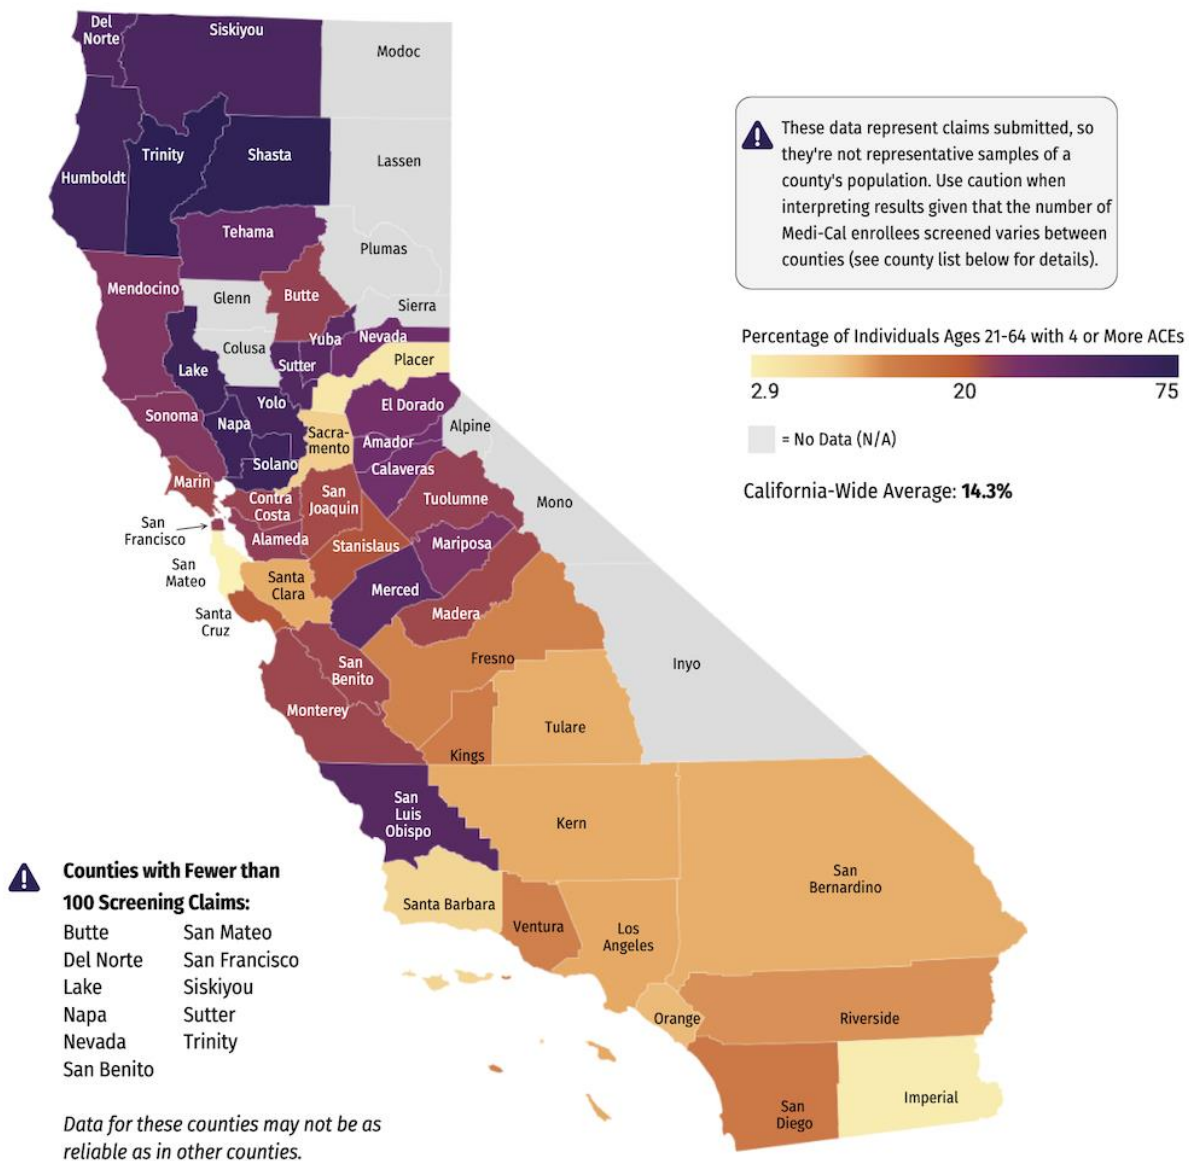 Del
Norte
Siskiyou
Modoc
Trinity
Shasta
Lassen
Humboldt
Tehama
Plumas
Mendocino
Glenn
Butte
Sierra
Colusa
Yuba
Nevada
Placer
Lake
Sutter
Yolo
El Dorado
Sonoma
Napa
Sacra-
mento
Amador
Alpine
Solano
Calaveras
Marin
Contra
Costa
San
Joaquin
Tuolumne
Mono
San
Francisco
Alameda
Stanislaus
Mariposa
San
Mateo
Santa
Clara
Merced
Santa
Cruz
Madera
San
Benito
Fresno
Inyo
Monterey
Tulare
Kings
San
Luis
Obispo
Kern
San
Bernardino
Santa Barbara
Ventura
Los
Angeles
Orange
Riverside
San
Diego
Imperial
These data represent claims submitted, so
they're not representative samples of a
county's population. Use caution when
interpreting results given that the number of
Medi-Cal enrollees screened varies between
counties (see county list below for details).
Percentage of Individuals Ages 21-64 with 4 or More ACEs
2.9 20 75
= No Data (N/A)
California-Wide Average: 14.3%
Counties with Fewer than
100 Screening Claims:
Butte San Mateo
Del Norte San Francisco
Lake Siskiyou
Napa Sutter
Nevada Trinity
San Benito
Data for these counties may not be as
reliable as in other counties.